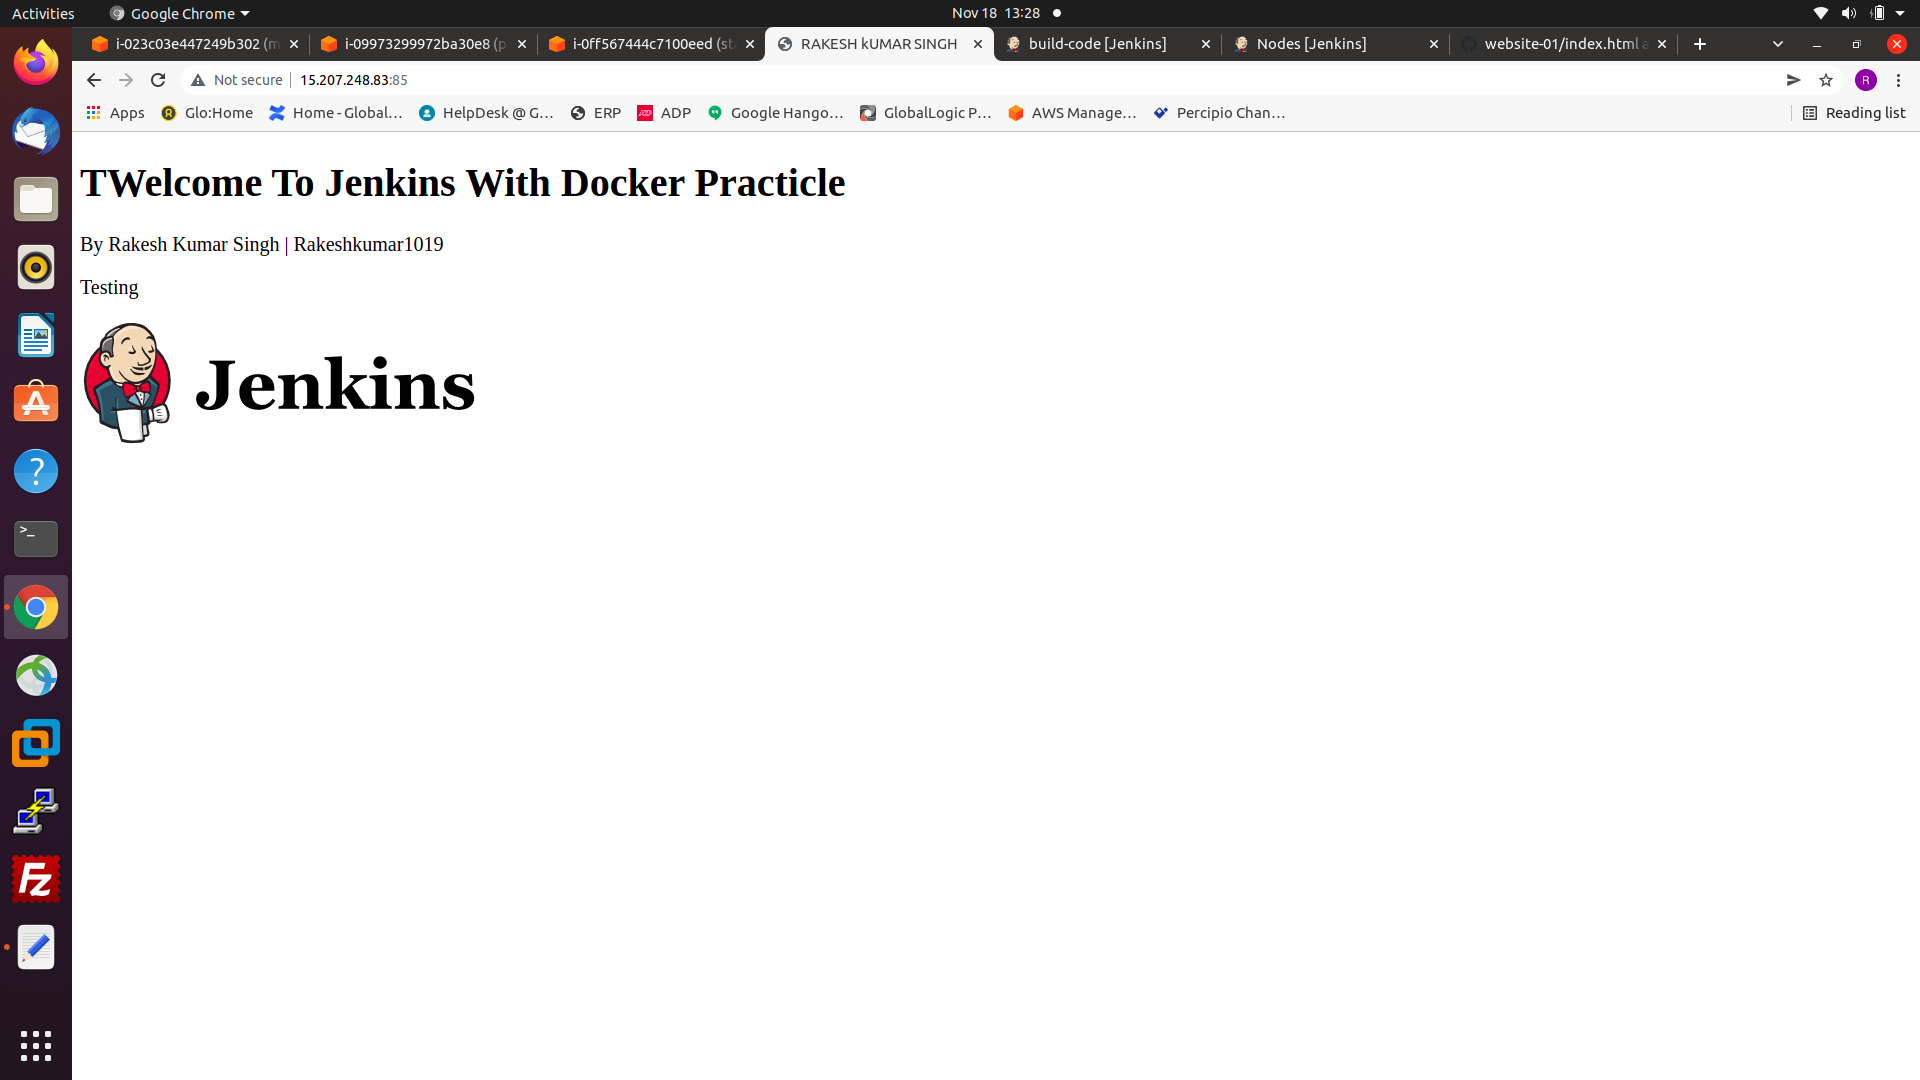 Activities Google Chrome Nov 18 13:28
i-023c03e447249b302 (m i-09973299972ba30e8 (p i-0ff567444c7100eed (st RAKESH kUMAR SINGH build-code [Jenkins] Nodes [Jenkins] website-01/index.html a
Not secure 15.207.248.83:85 R
Apps Glo:Home Home - Global... HelpDesk @ G... ERP ADP Google Hango... GlobalLogic P... AWS Manage... Percipio Chan... Reading list
TWelcome To Jenkins With Docker Practicle
By Rakesh Kumar Singh | Rakeshkumar1019
Testing
Jenkins